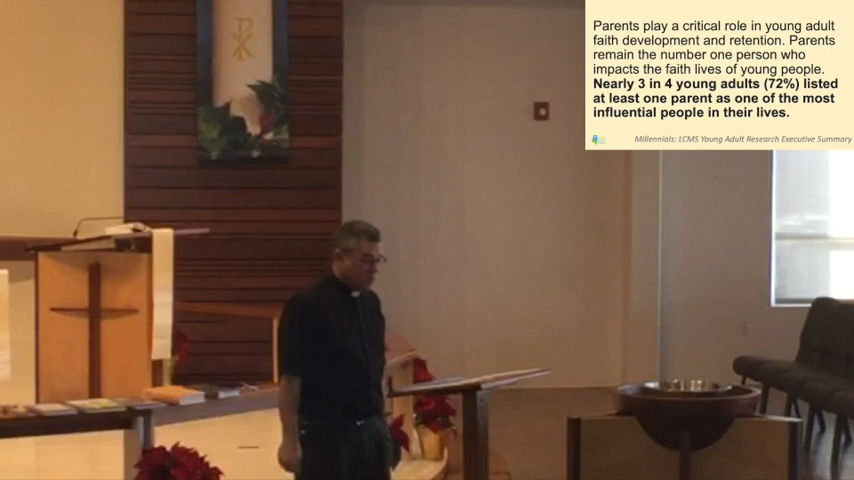 Parents play a critical role in young adult
faith development and retention. Parents
remain the number one person who
impacts the faith lives of young people.
Nearly 3 in 4 young adults (72%) listed
at least one parent as one of the most
influential people in their lives.
Millennials: LCMS Young Adult Research Executive Summary